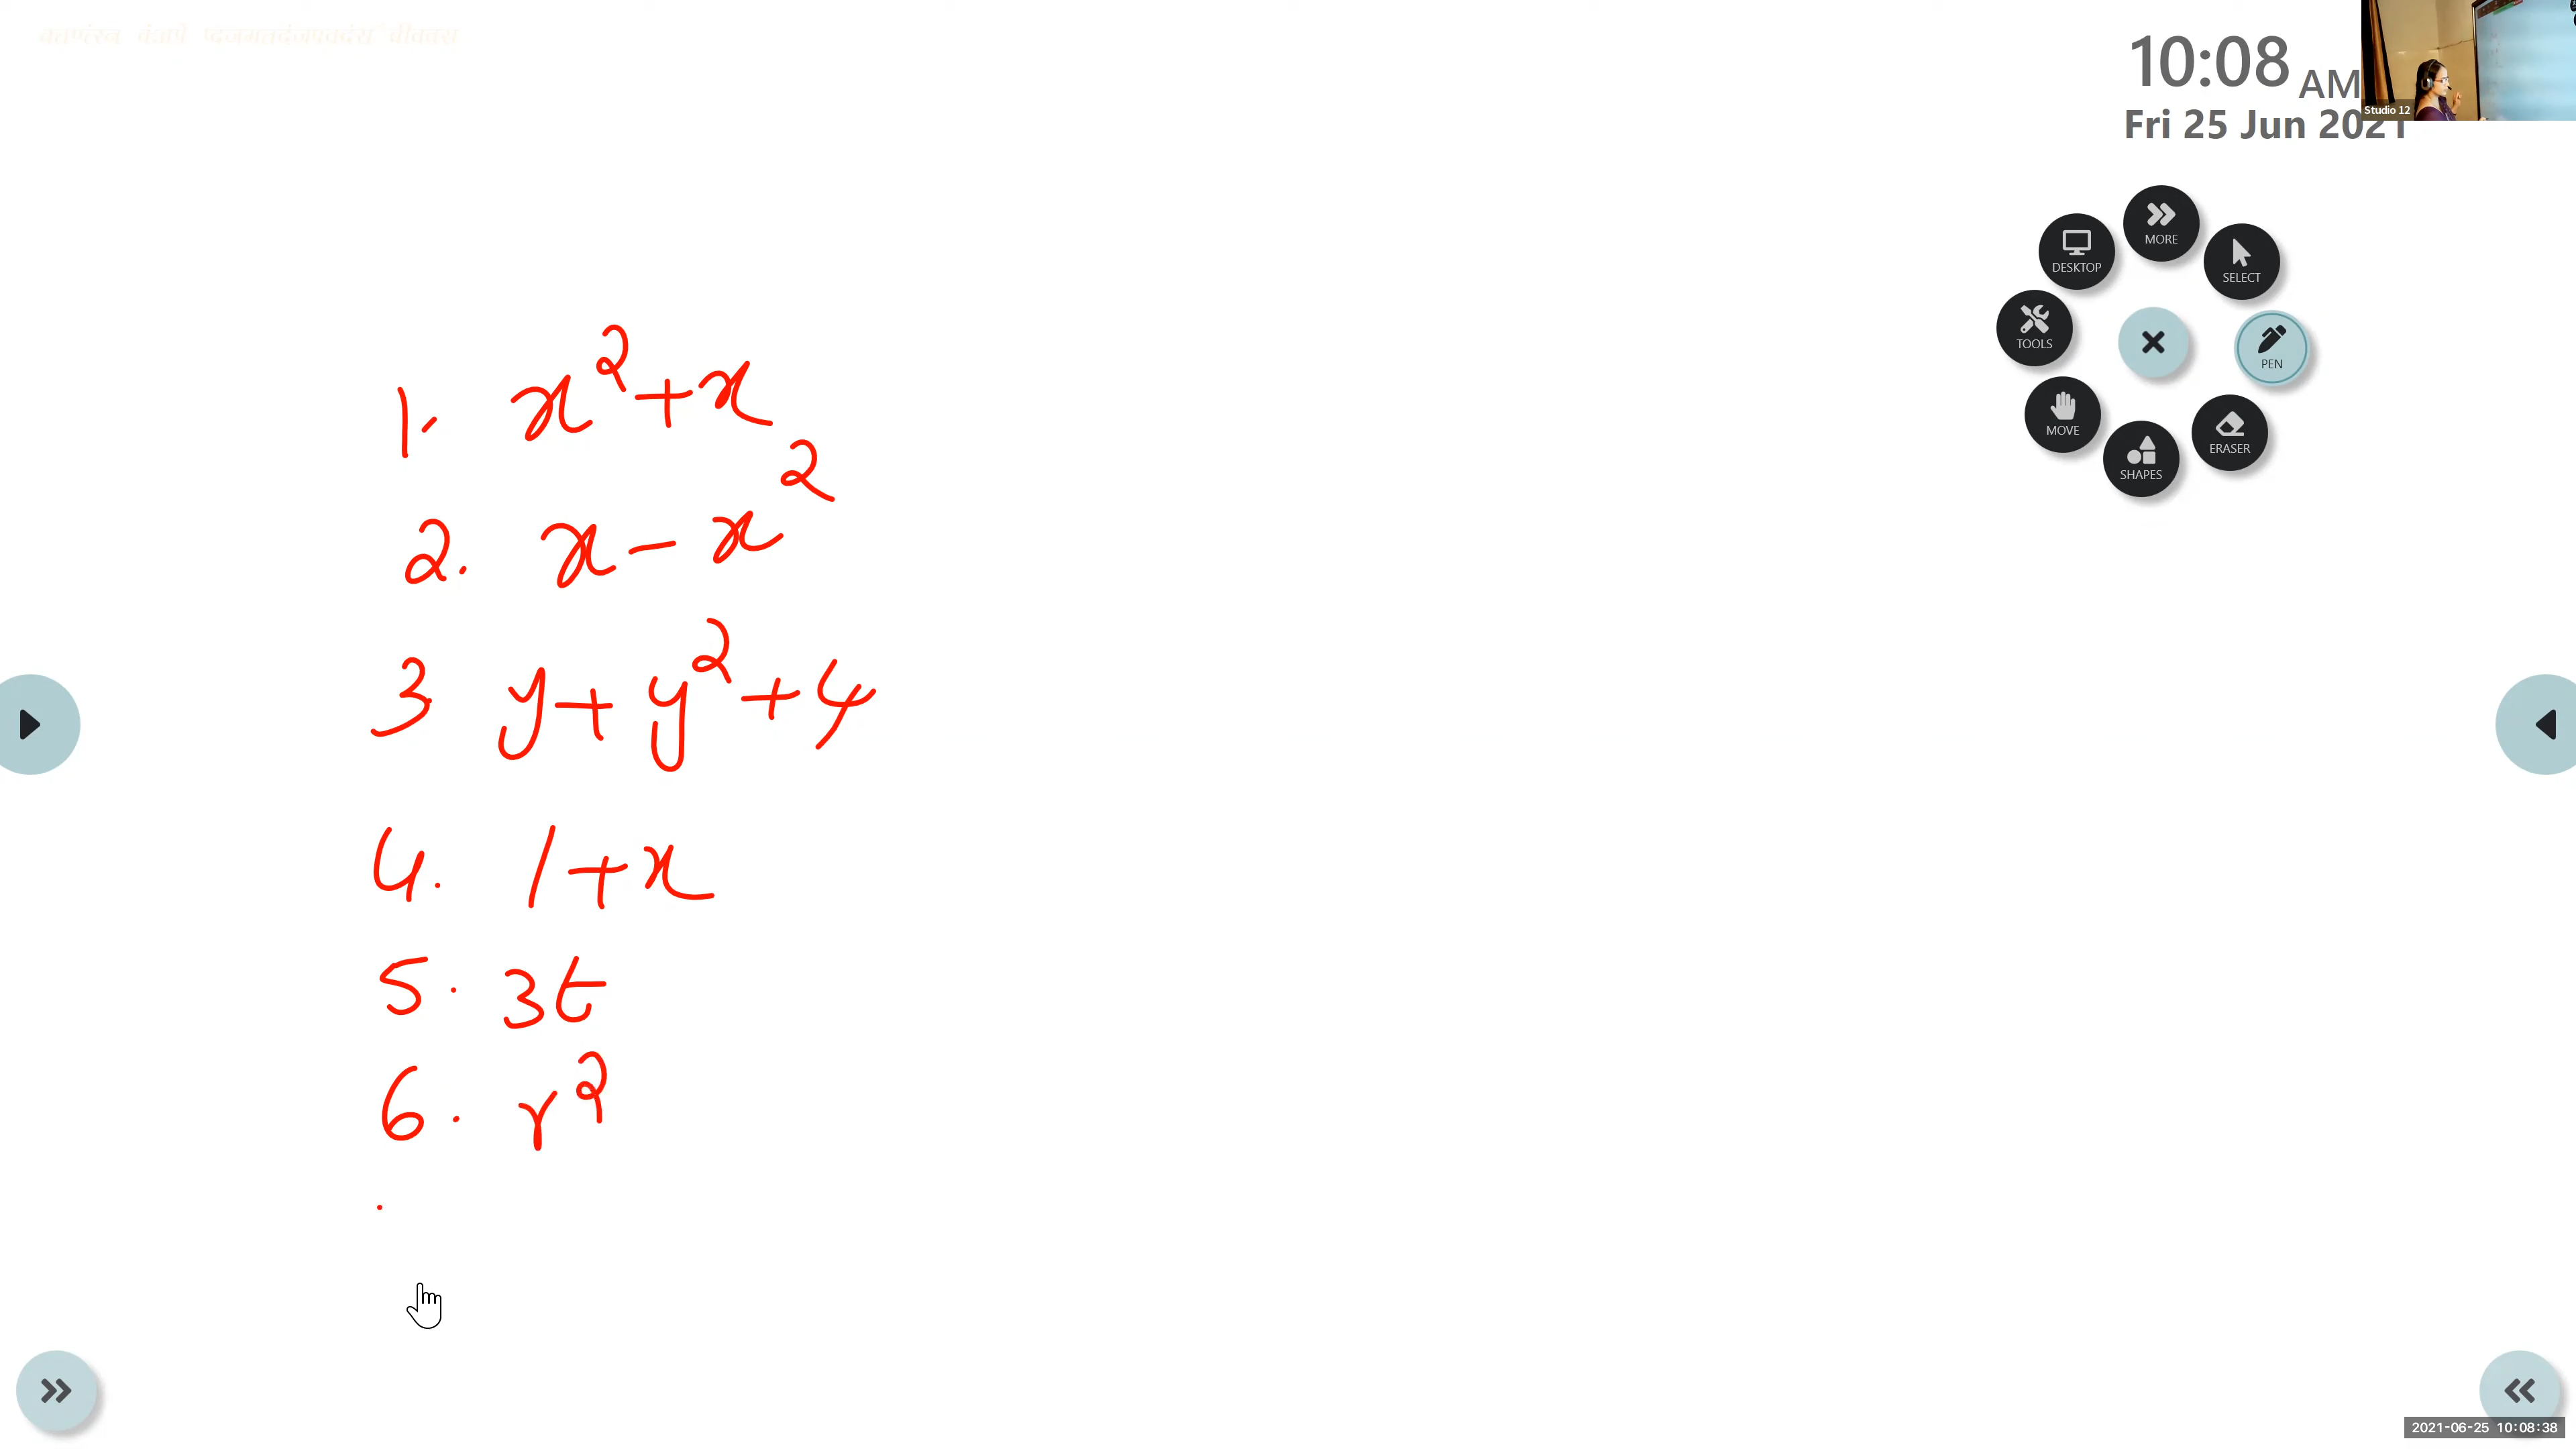 10:08 AM
Fri 25 Jun 2021
Studio 12
MORE
DESKTOP
SELECT
TOOLS
PEN
MOVE
ERASER
SHAPES
1. x²+x
2. x - x²
3 y + y² + 4
4. 1 + x
5. 3t
6. r²
2021-06-25 10:08:38